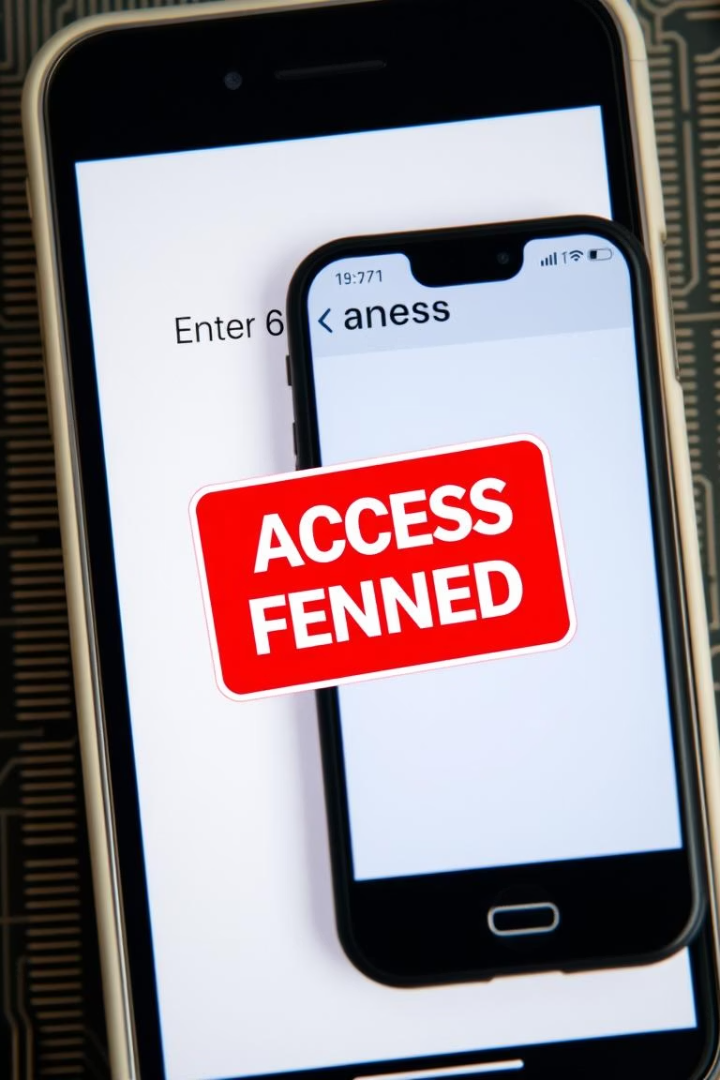 Enter 6
19:771
< aness
ACCESS
FENNED